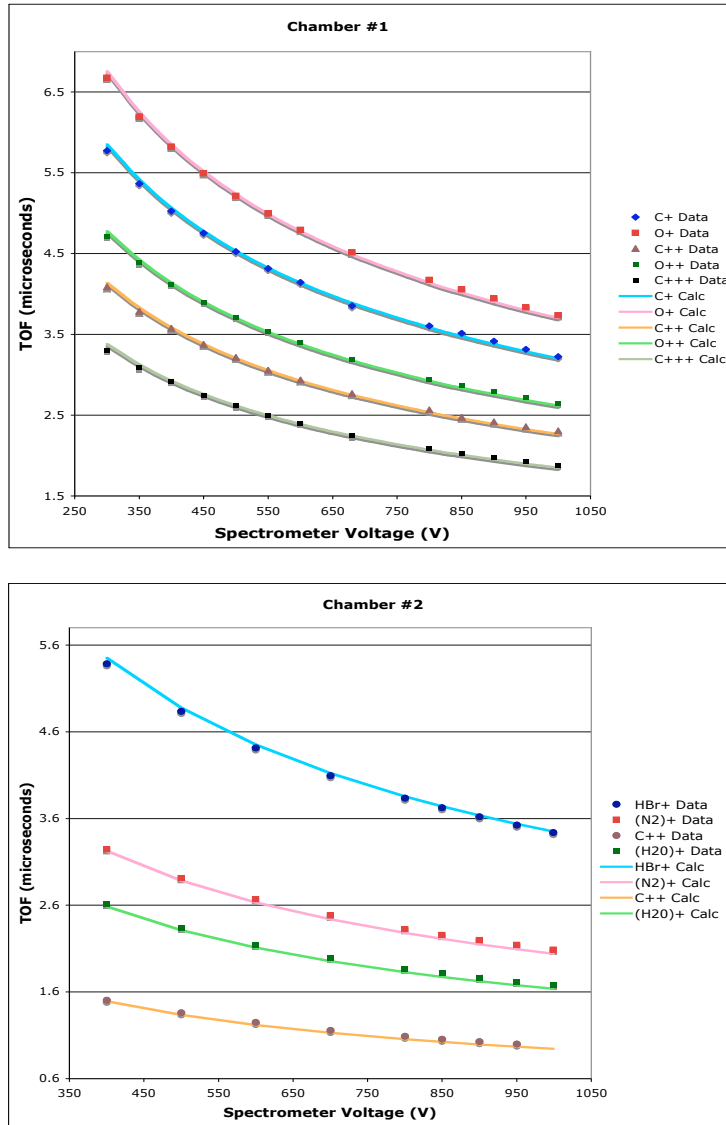 Chamber #1
TOF (microseconds)
6.5
5.5
4.5
3.5
2.5
1.5
250 350 450 550 650 750 850 950 1050
Spectrometer Voltage (V)
C+ Data
O+ Data
C++ Data
O++ Data
C+++ Data
C+ Calc
O+ Calc
C++ Calc
O++ Calc
C+++ Calc
Chamber #2
TOF (microseconds)
5.6
4.6
3.6
2.6
1.6
0.6
350 450 550 650 750 850 950 1050
Spectrometer Voltage (V)
HBr+ Data
(N2)+ Data
C++ Data
(H20)+ Data
HBr+ Calc
(N2)+ Calc
C++ Calc
(H20)+ Calc